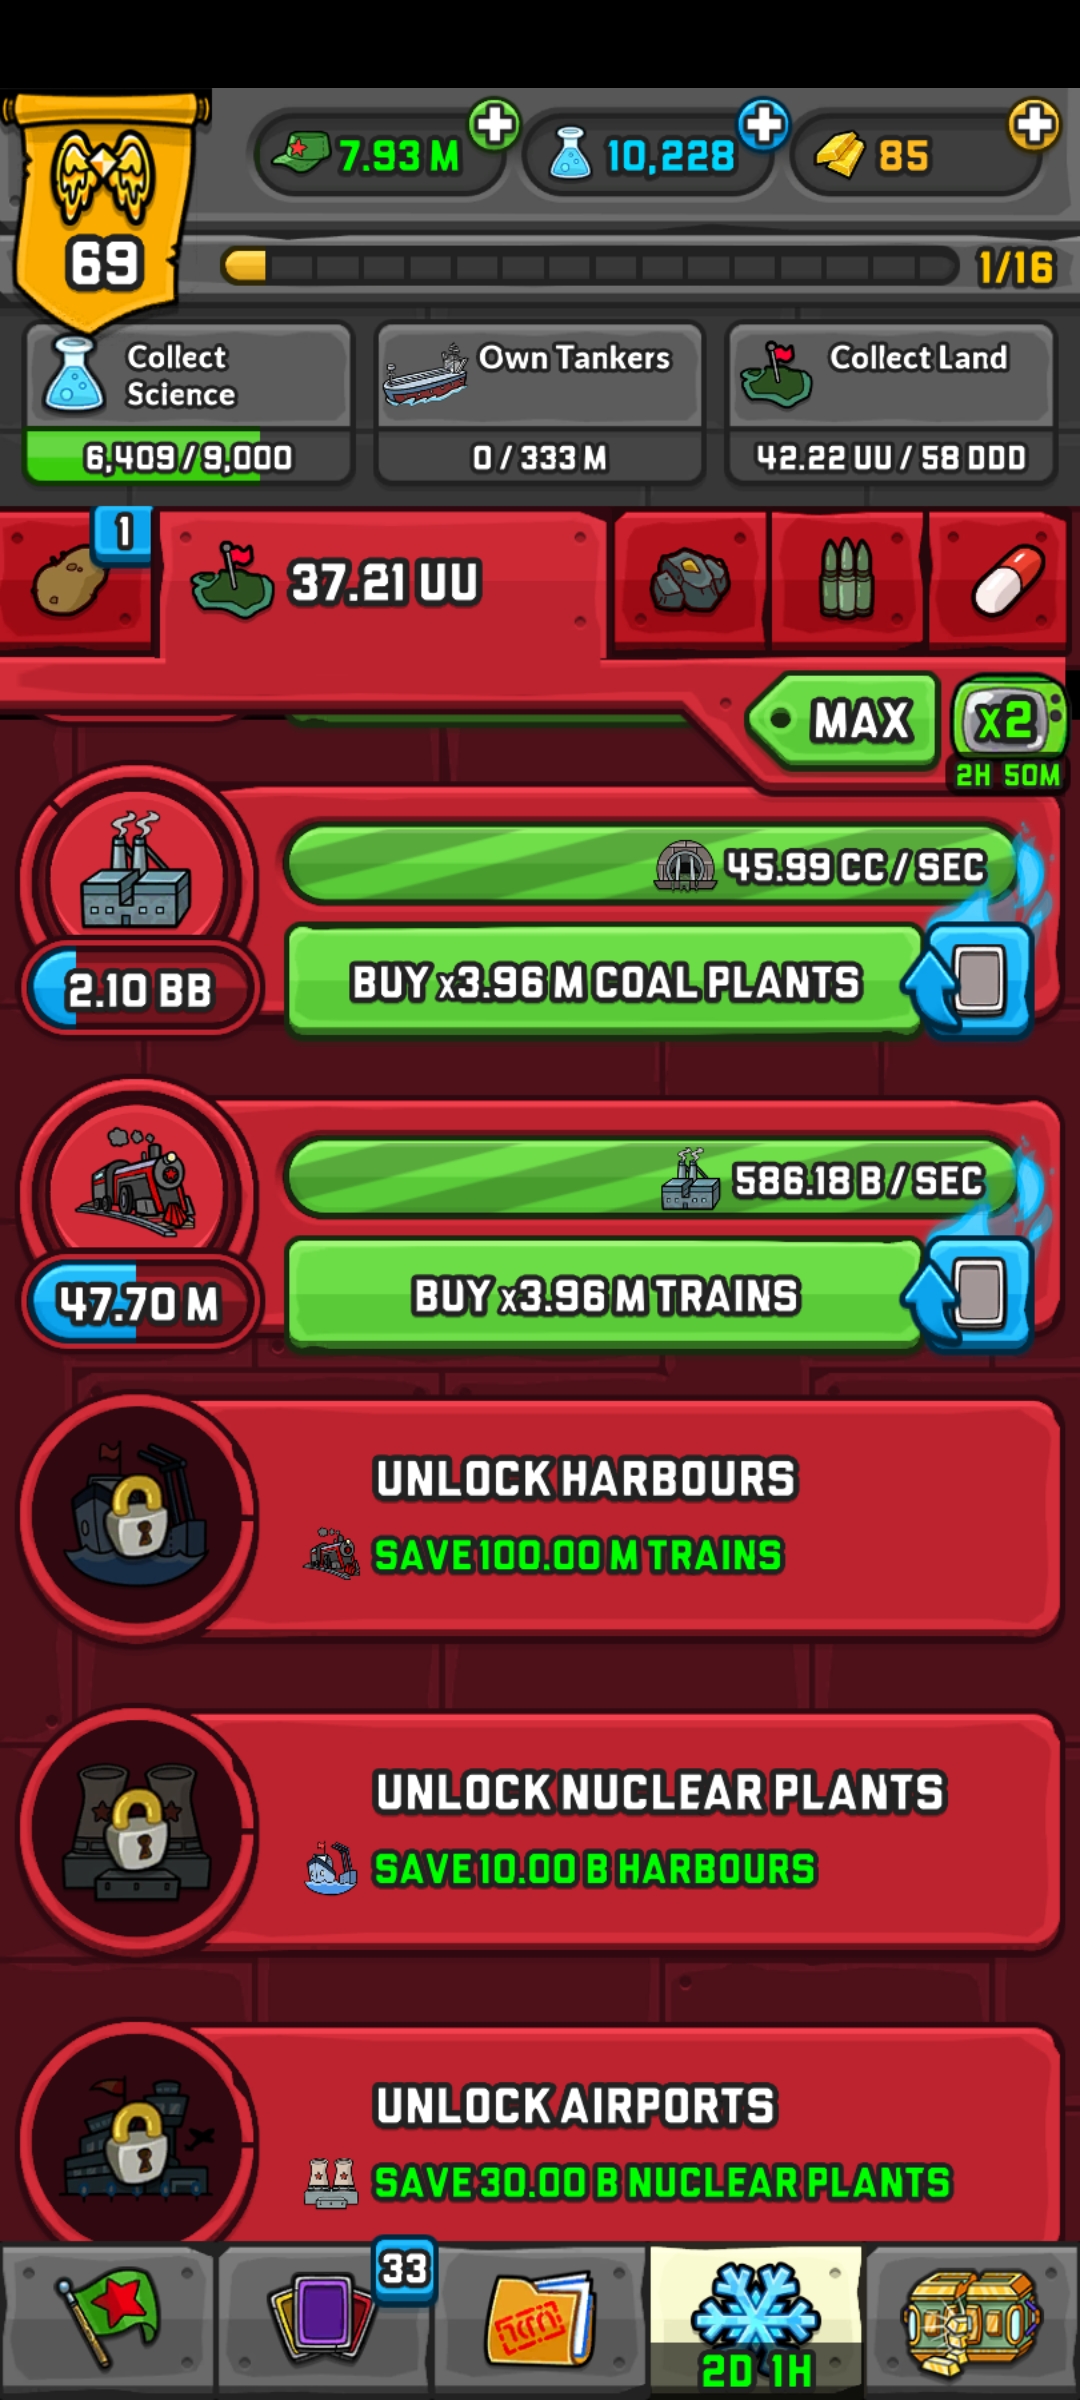 7.93 M
10,228
85
69
1/16
Collect
Science
Own Tankers
Collect Land
6,409/9,000
0/333 M
42.22 UU/58 DDD
1
37.21 UU
MAX
x2
2H 50M
45.99 CC/SEC
2.10 BB
BUY x3.96 M COAL PLANTS
586.18 B/SEC
47.70 M
BUY x3.96 M TRAINS
UNLOCK HARBOURS
SAVE 100.00 M TRAINS
UNLOCK NUCLEAR PLANTS
SAVE 10.00 B HARBOURS
UNLOCK AIRPORTS
SAVE 30.00 B NUCLEAR PLANTS
33
2D 1H